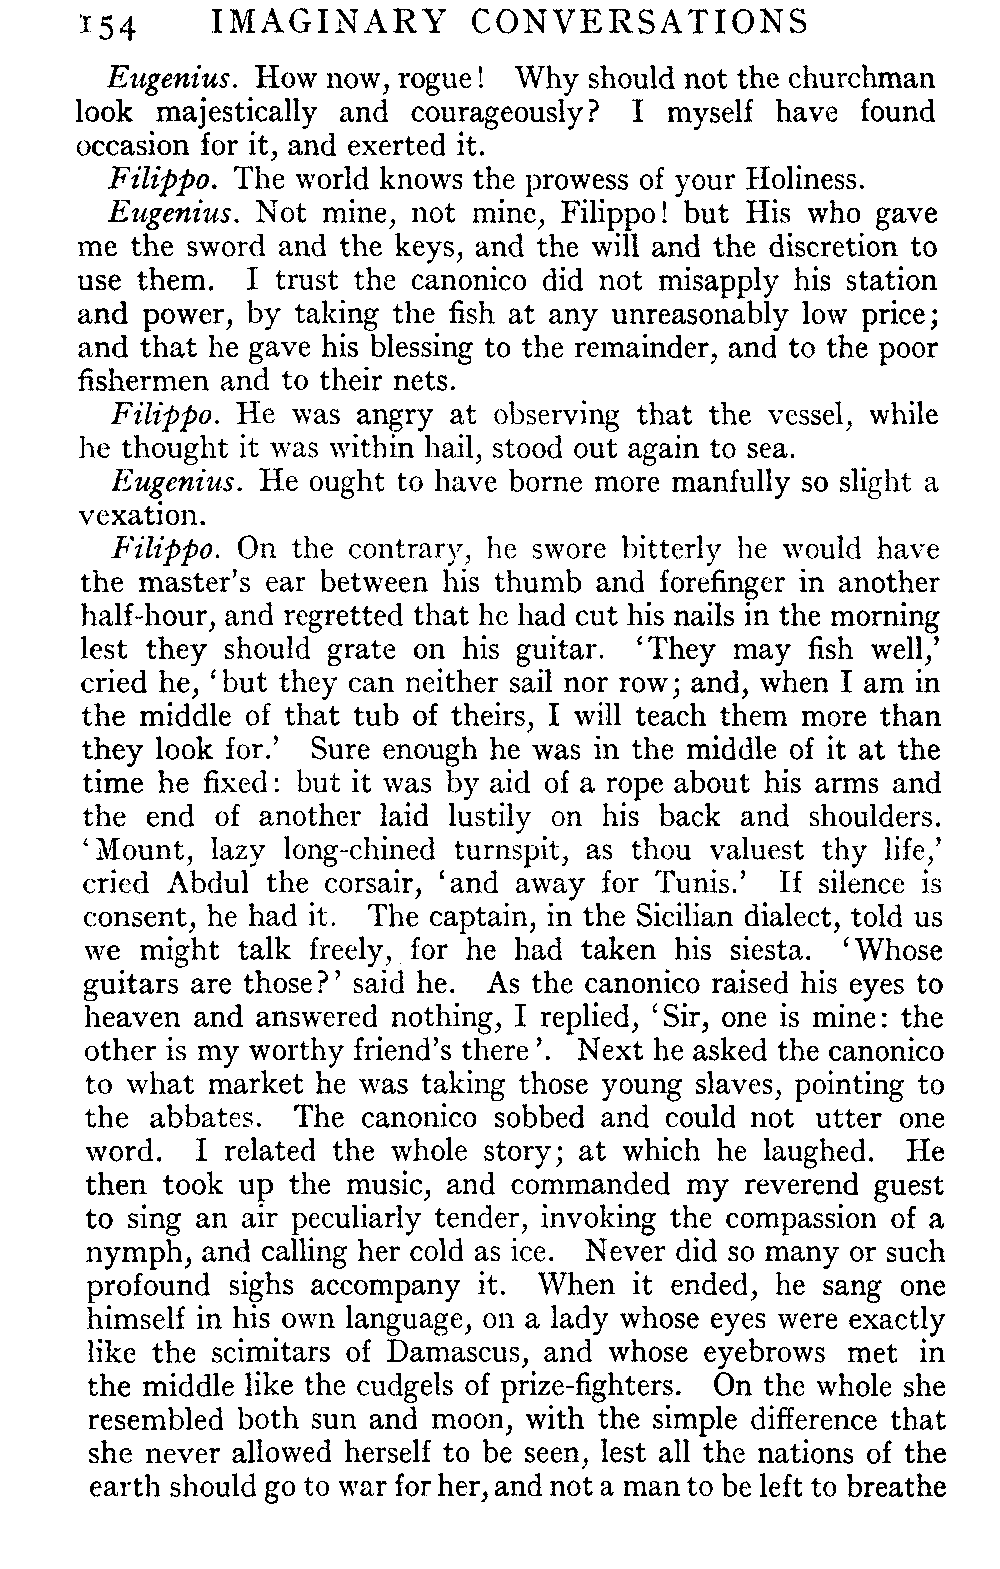 154 IMAGINARY CONVERSATIONS
Eugenius. How now, rogue! Why should not the churchman
look majestically and courageously? I myself have found
occasion for it, and exerted it.
Filippo. The world knows the prowess of your Holiness.
Eugenius. Not mine, not mine, Filippo! but His who gave
me the sword and the keys, and the will and the discretion to
use them. I trust the canonico did not misapply his station
and power, by taking the fish at any unreasonably low price;
and that he gave his blessing to the remainder, and to the poor
fishermen and to their nets.
Filippo. He was angry at observing that the vessel, while
he thought it was within hail, stood out again to sea.
Eugenius. He ought to have borne more manfully so slight a
vexation.
Filippo. On the contrary, he swore bitterly he would have
the master's ear between his thumb and forefinger in another
half-hour, and regretted that he had cut his nails in the morning
lest they should grate on his guitar. 'They may fish well,'
cried he, 'but they can neither sail nor row; and, when I am in
the middle of that tub of theirs, I will teach them more than
they look for.' Sure enough he was in the middle of it at the
time he fixed: but it was by aid of a rope about his arms and
the end of another laid lustily on his back and shoulders.
'Mount, lazy long-chined turnspit, as thou valuest thy life,'
cried Abdul the corsair, 'and away for Tunis.' If silence is
consent, he had it. The captain, in the Sicilian dialect, told us
we might talk freely, for he had taken his siesta. 'Whose
guitars are those?' said he. As the canonico raised his eyes to
heaven and answered nothing, I replied, 'Sir, one is mine: the
other is my worthy friend's there'. Next he asked the canonico
to what market he was taking those young slaves, pointing to
the abbates. The canonico sobbed and could not utter one
word. I related the whole story; at which he laughed. He
then took up the music, and commanded my reverend guest
to sing an air peculiarly tender, invoking the compassion of a
nymph, and calling her cold as ice. Never did so many or such
profound sighs accompany it. When it ended, he sang one
himself in his own language, on a lady whose eyes were exactly
like the scimitars of Damascus, and whose eyebrows met in
the middle like the cudgels of prize-fighters. On the whole she
resembled both sun and moon, with the simple difference that
she never allowed herself to be seen, lest all the nations of the
earth should go to war for her, and not a man to be left to breathe